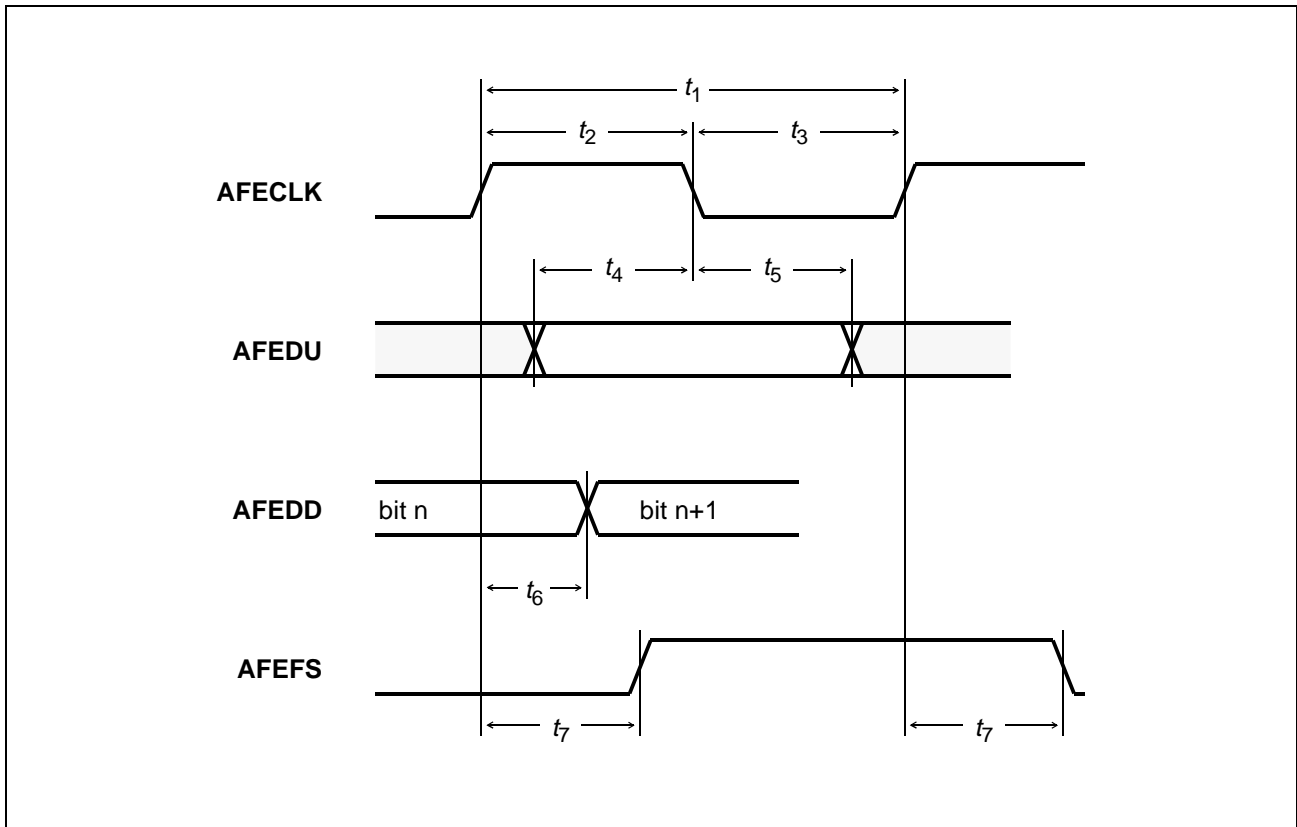 t1
t2
t3
AFECLK
t4
t5
AFEDU
AFEDD
bit n
bit n+1
t6
AFEFS
t7
t7